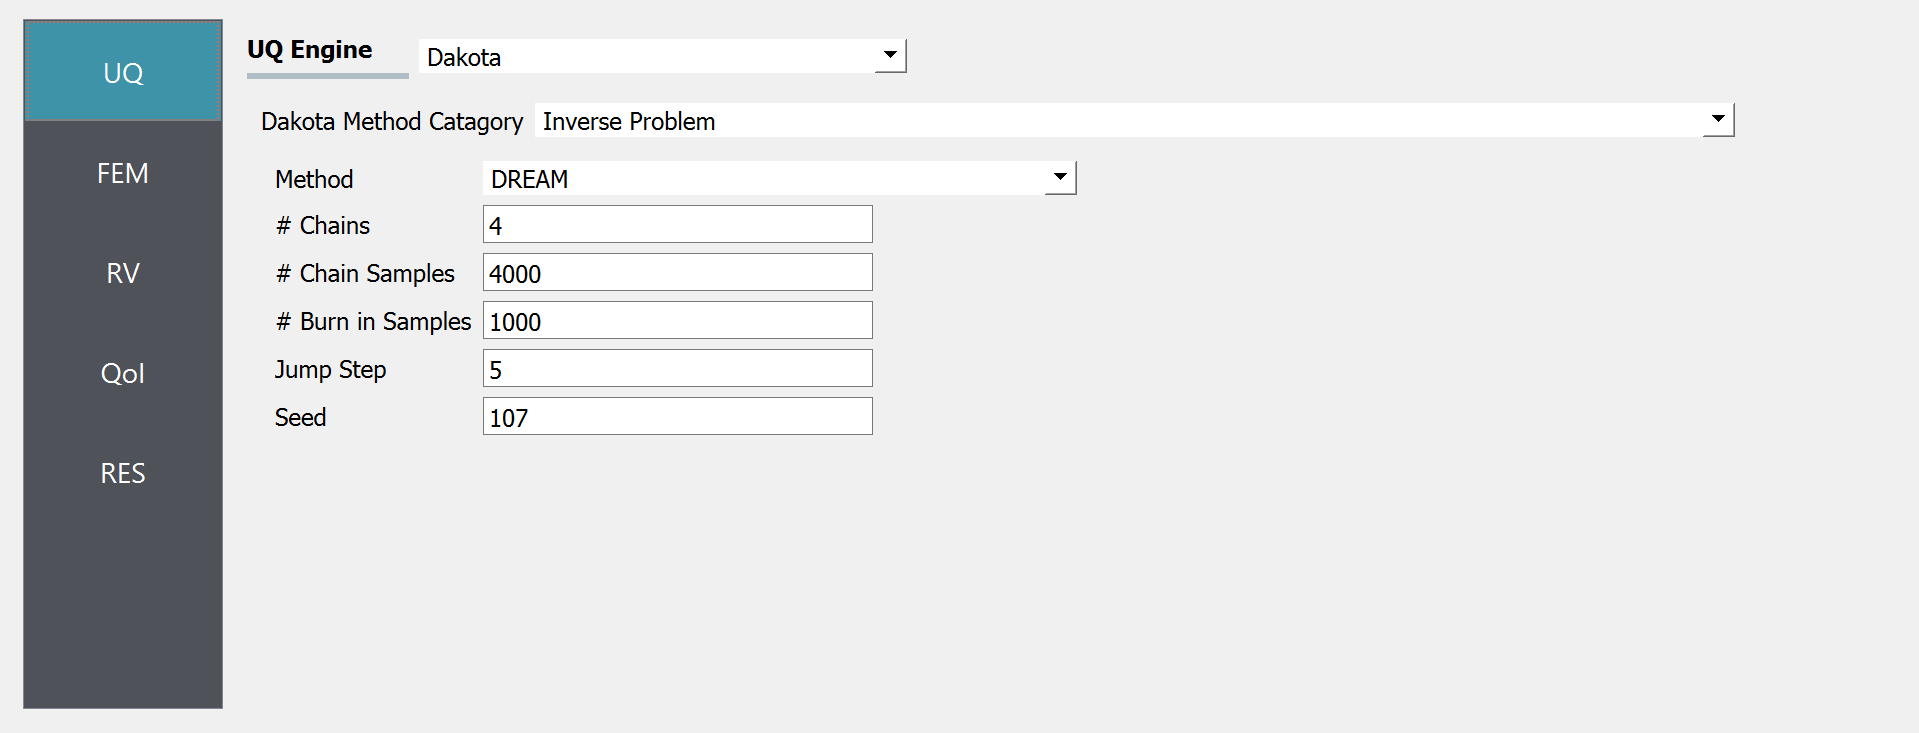 UQ
FEM
RV
QoI
RES
UQ Engine Dakota
Dakota Method Catagory Inverse Problem
Method DREAM
# Chains 4
# Chain Samples 4000
# Burn in Samples 1000
Jump Step 5
Seed 107